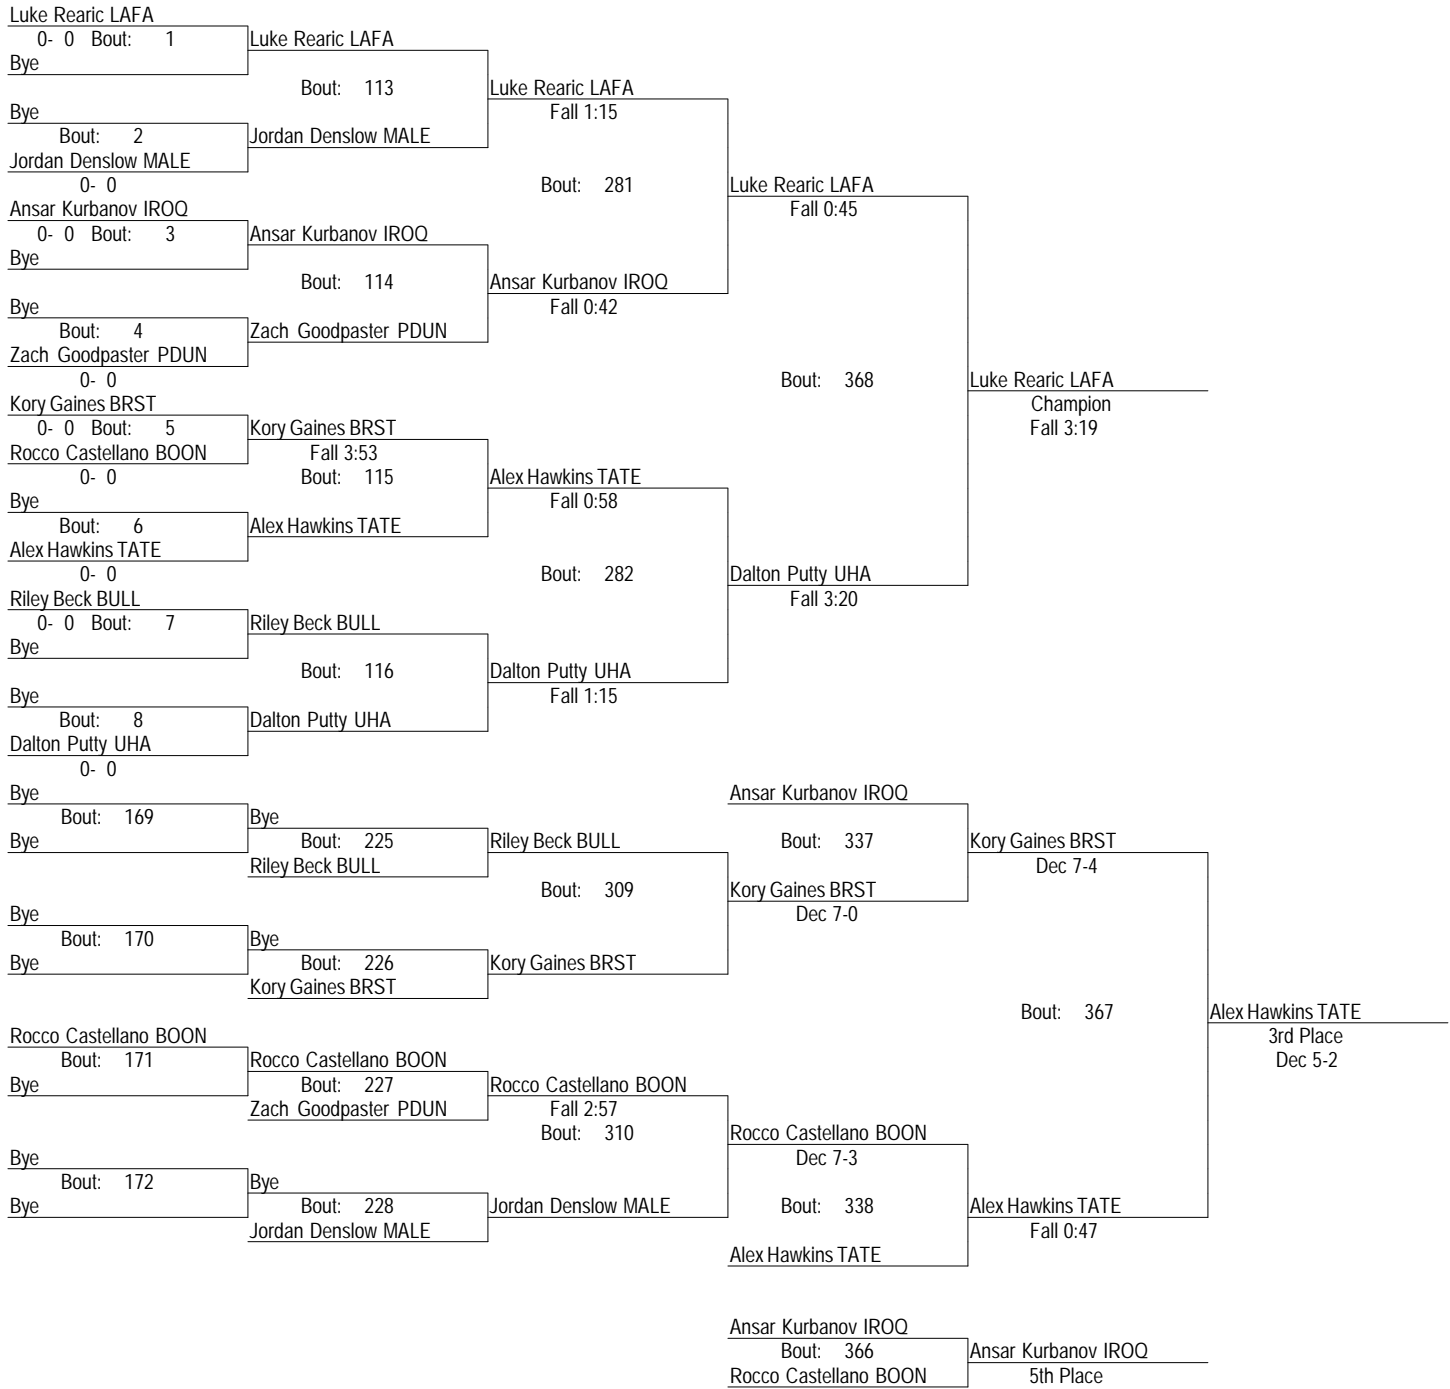 Luke Rearic LAFA
0- 0 Bout: 1
Bye
Luke Rearic LAFA
Bout: 113
Luke Rearic LAFA
Fall 1:15
Bye
Bout: 2
Jordan Denslow MALE
Jordan Denslow MALE
0- 0
Bout: 281
Luke Rearic LAFA
Fall 0:45
Ansar Kurbanov IROQ
0- 0 Bout: 3
Bye
Ansar Kurbanov IROQ
Bout: 114
Ansar Kurbanov IROQ
Fall 0:42
Bye
Bout: 4
Zach Goodpaster PDUN
Zach Goodpaster PDUN
0- 0
Bout: 368
Luke Rearic LAFA
Champion
Fall 3:19
Kory Gaines BRST
0- 0 Bout: 5
Rocco Castellano BOON
0- 0
Kory Gaines BRST
Fall 3:53
Bout: 115
Alex Hawkins TATE
Fall 0:58
Bye
Bout: 6
Alex Hawkins TATE
Alex Hawkins TATE
0- 0
Bout: 282
Dalton Putty UHA
Fall 3:20
Riley Beck BULL
0- 0 Bout: 7
Bye
Riley Beck BULL
Bout: 116
Dalton Putty UHA
Fall 1:15
Bye
Bout: 8
Dalton Putty UHA
Dalton Putty UHA
0- 0
Bye
Bout: 169
Bye
Bye
Bout: 225
Riley Beck BULL
Riley Beck BULL
Bout: 309
Ansar Kurbanov IROQ
Bout: 337
Kory Gaines BRST
Dec 7-0
Kory Gaines BRST
Dec 7-4
Bye
Bout: 170
Bye
Bye
Bout: 226
Kory Gaines BRST
Kory Gaines BRST
Bout: 367
Alex Hawkins TATE
3rd Place
Dec 5-2
Rocco Castellano BOON
Bout: 171
Bye
Rocco Castellano BOON
Bout: 227
Zach Goodpaster PDUN
Rocco Castellano BOON
Fall 2:57
Bout: 310
Rocco Castellano BOON
Dec 7-3
Bye
Bout: 172
Bye
Bye
Bout: 228
Jordan Denslow MALE
Jordan Denslow MALE
Bout: 338
Alex Hawkins TATE
Alex Hawkins TATE
Fall 0:47
Ansar Kurbanov IROQ
Bout: 366
Rocco Castellano BOON
Ansar Kurbanov IROQ
5th Place